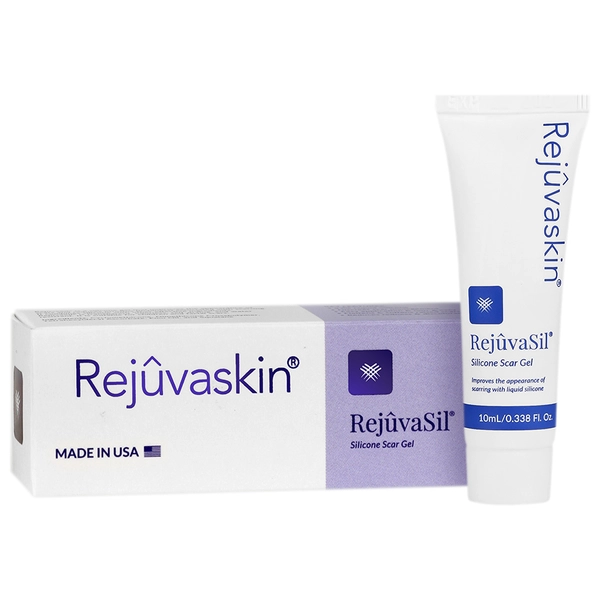 Rejûvaskin®
MADE IN USA
RejûvaSil®
Silicone Scar Gel
EXP
Rejûvaskin®
RejûvaSil®
Silicone Scar Gel
Improves the appearance of
scarring with liquid silicone
10mL/0.338 Fl. Oz.